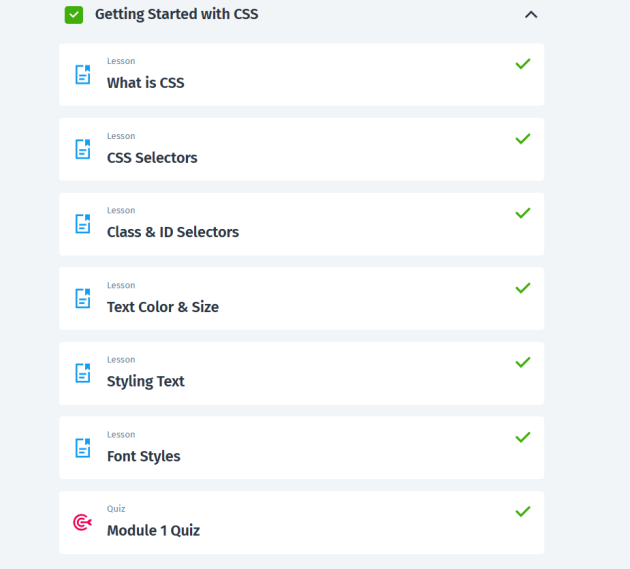 Getting Started with CSS
Lesson
What is CSS
Lesson
CSS Selectors
Lesson
Class & ID Selectors
Lesson
Text Color & Size
Lesson
Styling Text
Lesson
Font Styles
Quiz
Module 1 Quiz